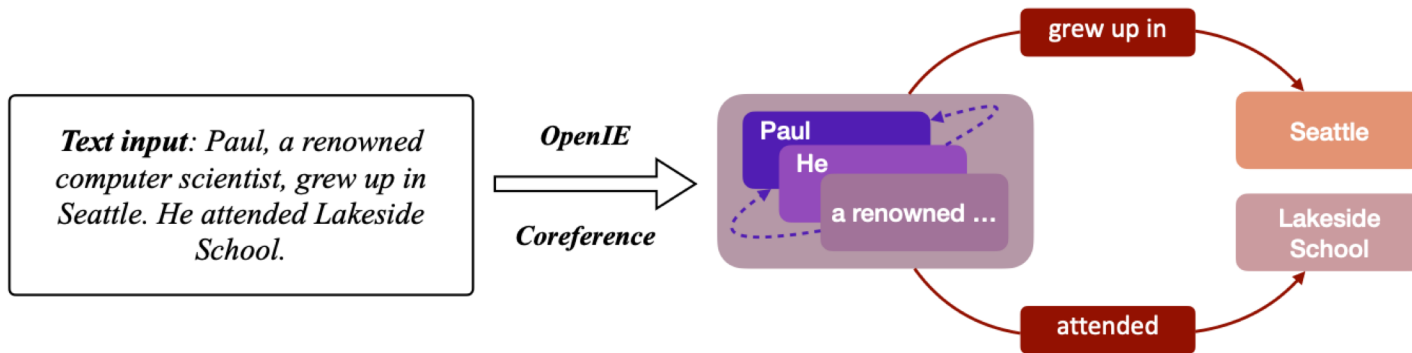 Text input: Paul, a renowned
computer scientist, grew up in
Seattle. He attended Lakeside
School.
OpenIE
Coreference
Paul
He
a renowned ...
grew up in
Seattle
Lakeside
School
attended